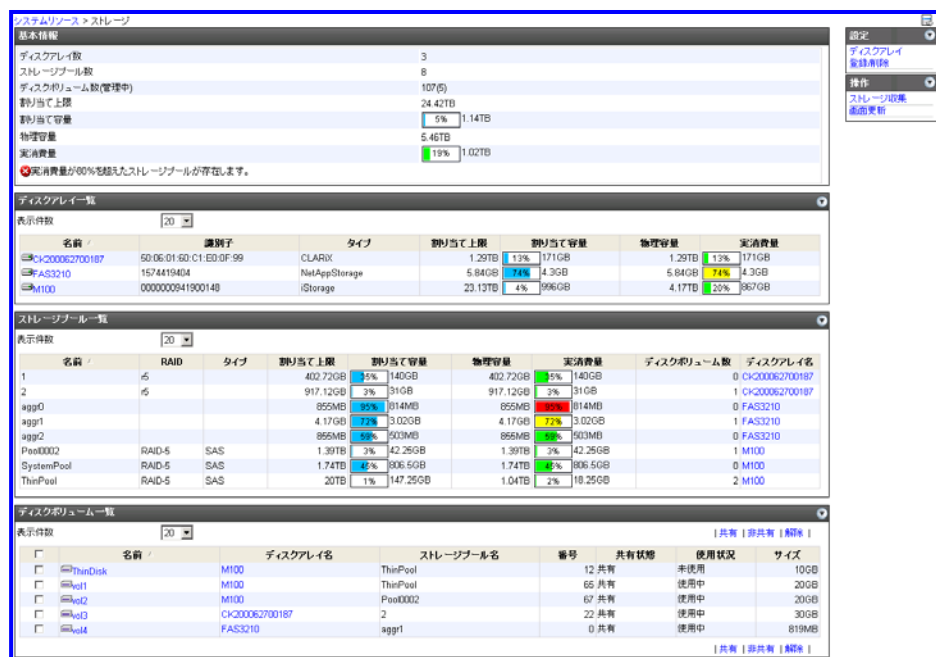 システムリソース > ストレージ
基本情報
ディスクアレイ数 3
ストレージプール数 8
ディスクボリューム数(管理中) 107(5)
割り当て上限 24.42TB
割り当て容量 5% 1.14TB
物理容量 5.46TB
実消費量 19% 1.02TB
実消費量が80%を超えたストレージプールが存在します。
設定
ディスクアレイ
登録/削除
操作
ストレージ収集
画面更新
ディスクアレイ一覧
表示件数 20
名前 識別子 タイプ 割り当て上限 割り当て容量 物理容量 実消費量
CK200062700187 50:06:01:60:C1:E0:0F:99 CLARiX 1.29TB 13% 171GB 1.29TB 13% 171GB
FAS3210 1574419404 NetAppStorage 5.84GB 74% 4.3GB 5.84GB 74% 4.3GB
M100 0000000941900148 iStorage 23.13TB 4% 996GB 4.17TB 20% 867GB
ストレージプール一覧
表示件数 20
名前 RAID タイプ 割り当て上限 割り当て容量 物理容量 実消費量 ディスクボリューム数 ディスクアレイ名
1 r5 402.72GB 35% 140GB 402.72GB 35% 140GB 0 CK200062700187
2 r5 917.12GB 3% 31GB 917.12GB 3% 31GB 1 CK200062700187
aggr0 855MB 95% 814MB 855MB 95% 814MB 0 FAS3210
aggr1 4.17GB 72% 3.02GB 4.17GB 72% 3.02GB 1 FAS3210
aggr2 855MB 59% 503MB 855MB 59% 503MB 0 FAS3210
Pool0002 RAID-5 SAS 1.39TB 3% 42.25GB 1.39TB 3% 42.25GB 1 M100
SystemPool RAID-5 SAS 1.74TB 45% 806.5GB 1.74TB 45% 806.5GB 0 M100
ThinPool RAID-5 SAS 20TB 1% 147.25GB 1.04TB 2% 18.25GB 2 M100
ディスクボリューム一覧
表示件数 20 | 共有 | 非共有 | 解除 |
名前 ディスクアレイ名 ストレージプール名 番号 共有状態 使用状況 サイズ
ThinDisk M100 ThinPool 12 共有 未使用 10GB
vol1 M100 ThinPool 65 共有 使用中 20GB
vol2 M100 Pool0002 67 共有 使用中 20GB
vol3 CK200062700187 2 22 共有 使用中 30GB
vol4 FAS3210 aggr1 0 共有 使用中 819MB
| 共有 | 非共有 | 解除 |